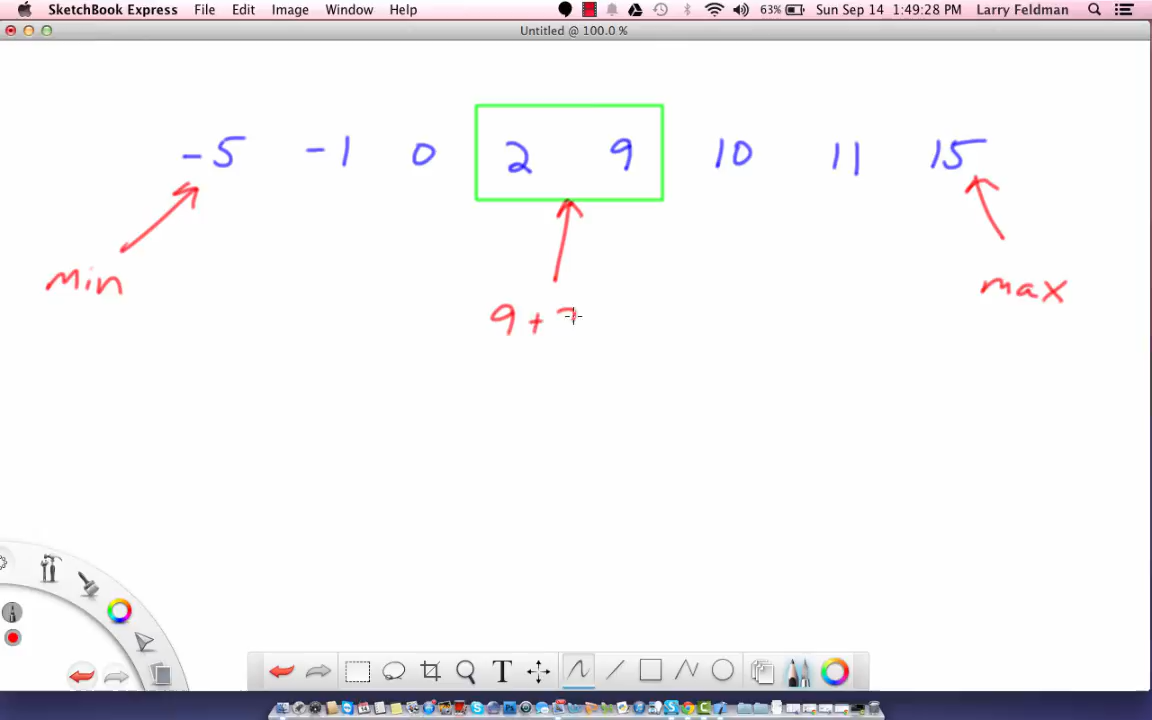 SketchBook Express File Edit Image Window Help 63% Sun Sep 14 1:49:28 PM Larry Feldman
Untitled @ 100.0 %
-5 -1 0 2 9 10 11 15
min max
9 +
T